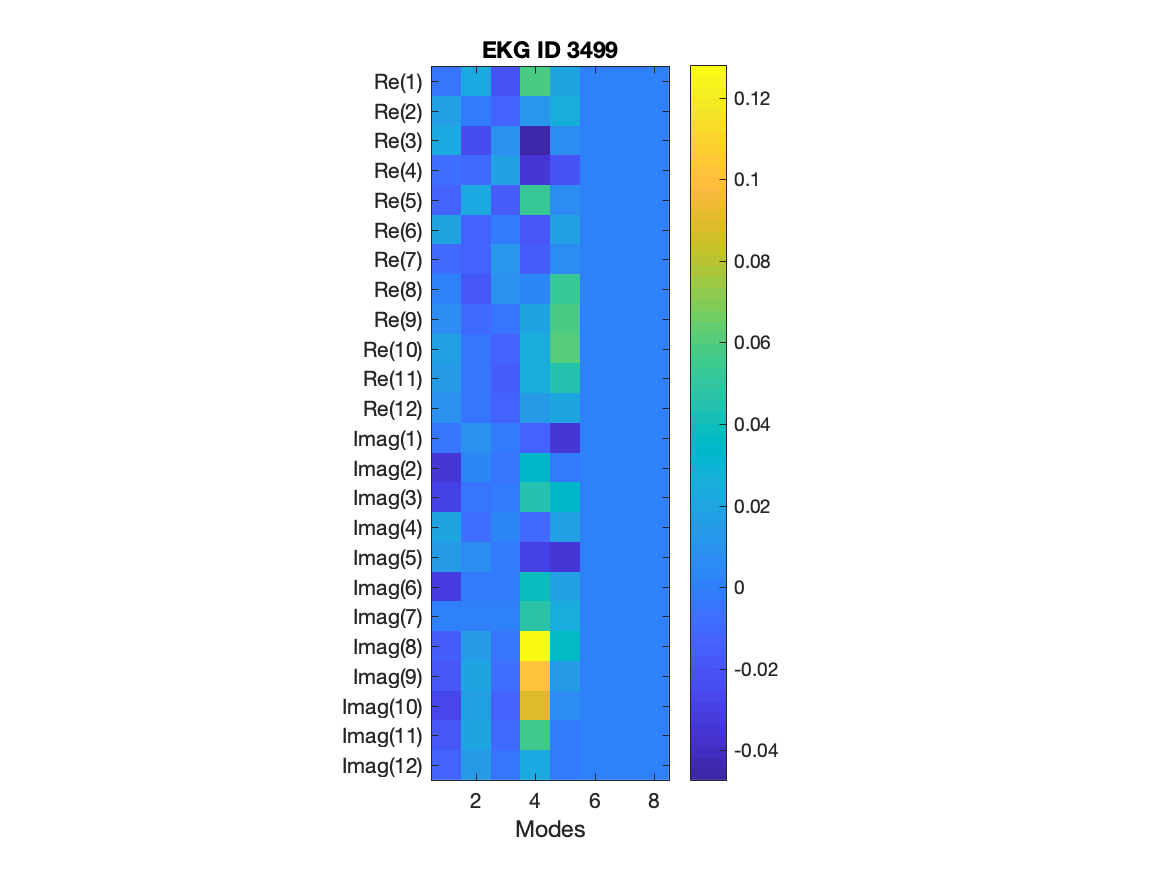 EKG ID 3499
Re(1)
Re(2)
Re(3)
Re(4)
Re(5)
Re(6)
Re(7)
Re(8)
Re(9)
Re(10)
Re(11)
Re(12)
Imag(1)
Imag(2)
Imag(3)
Imag(4)
Imag(5)
Imag(6)
Imag(7)
Imag(8)
Imag(9)
Imag(10)
Imag(11)
Imag(12)
2 4 6 8
Modes
0.12
0.1
0.08
0.06
0.04
0.02
0
-0.02
-0.04